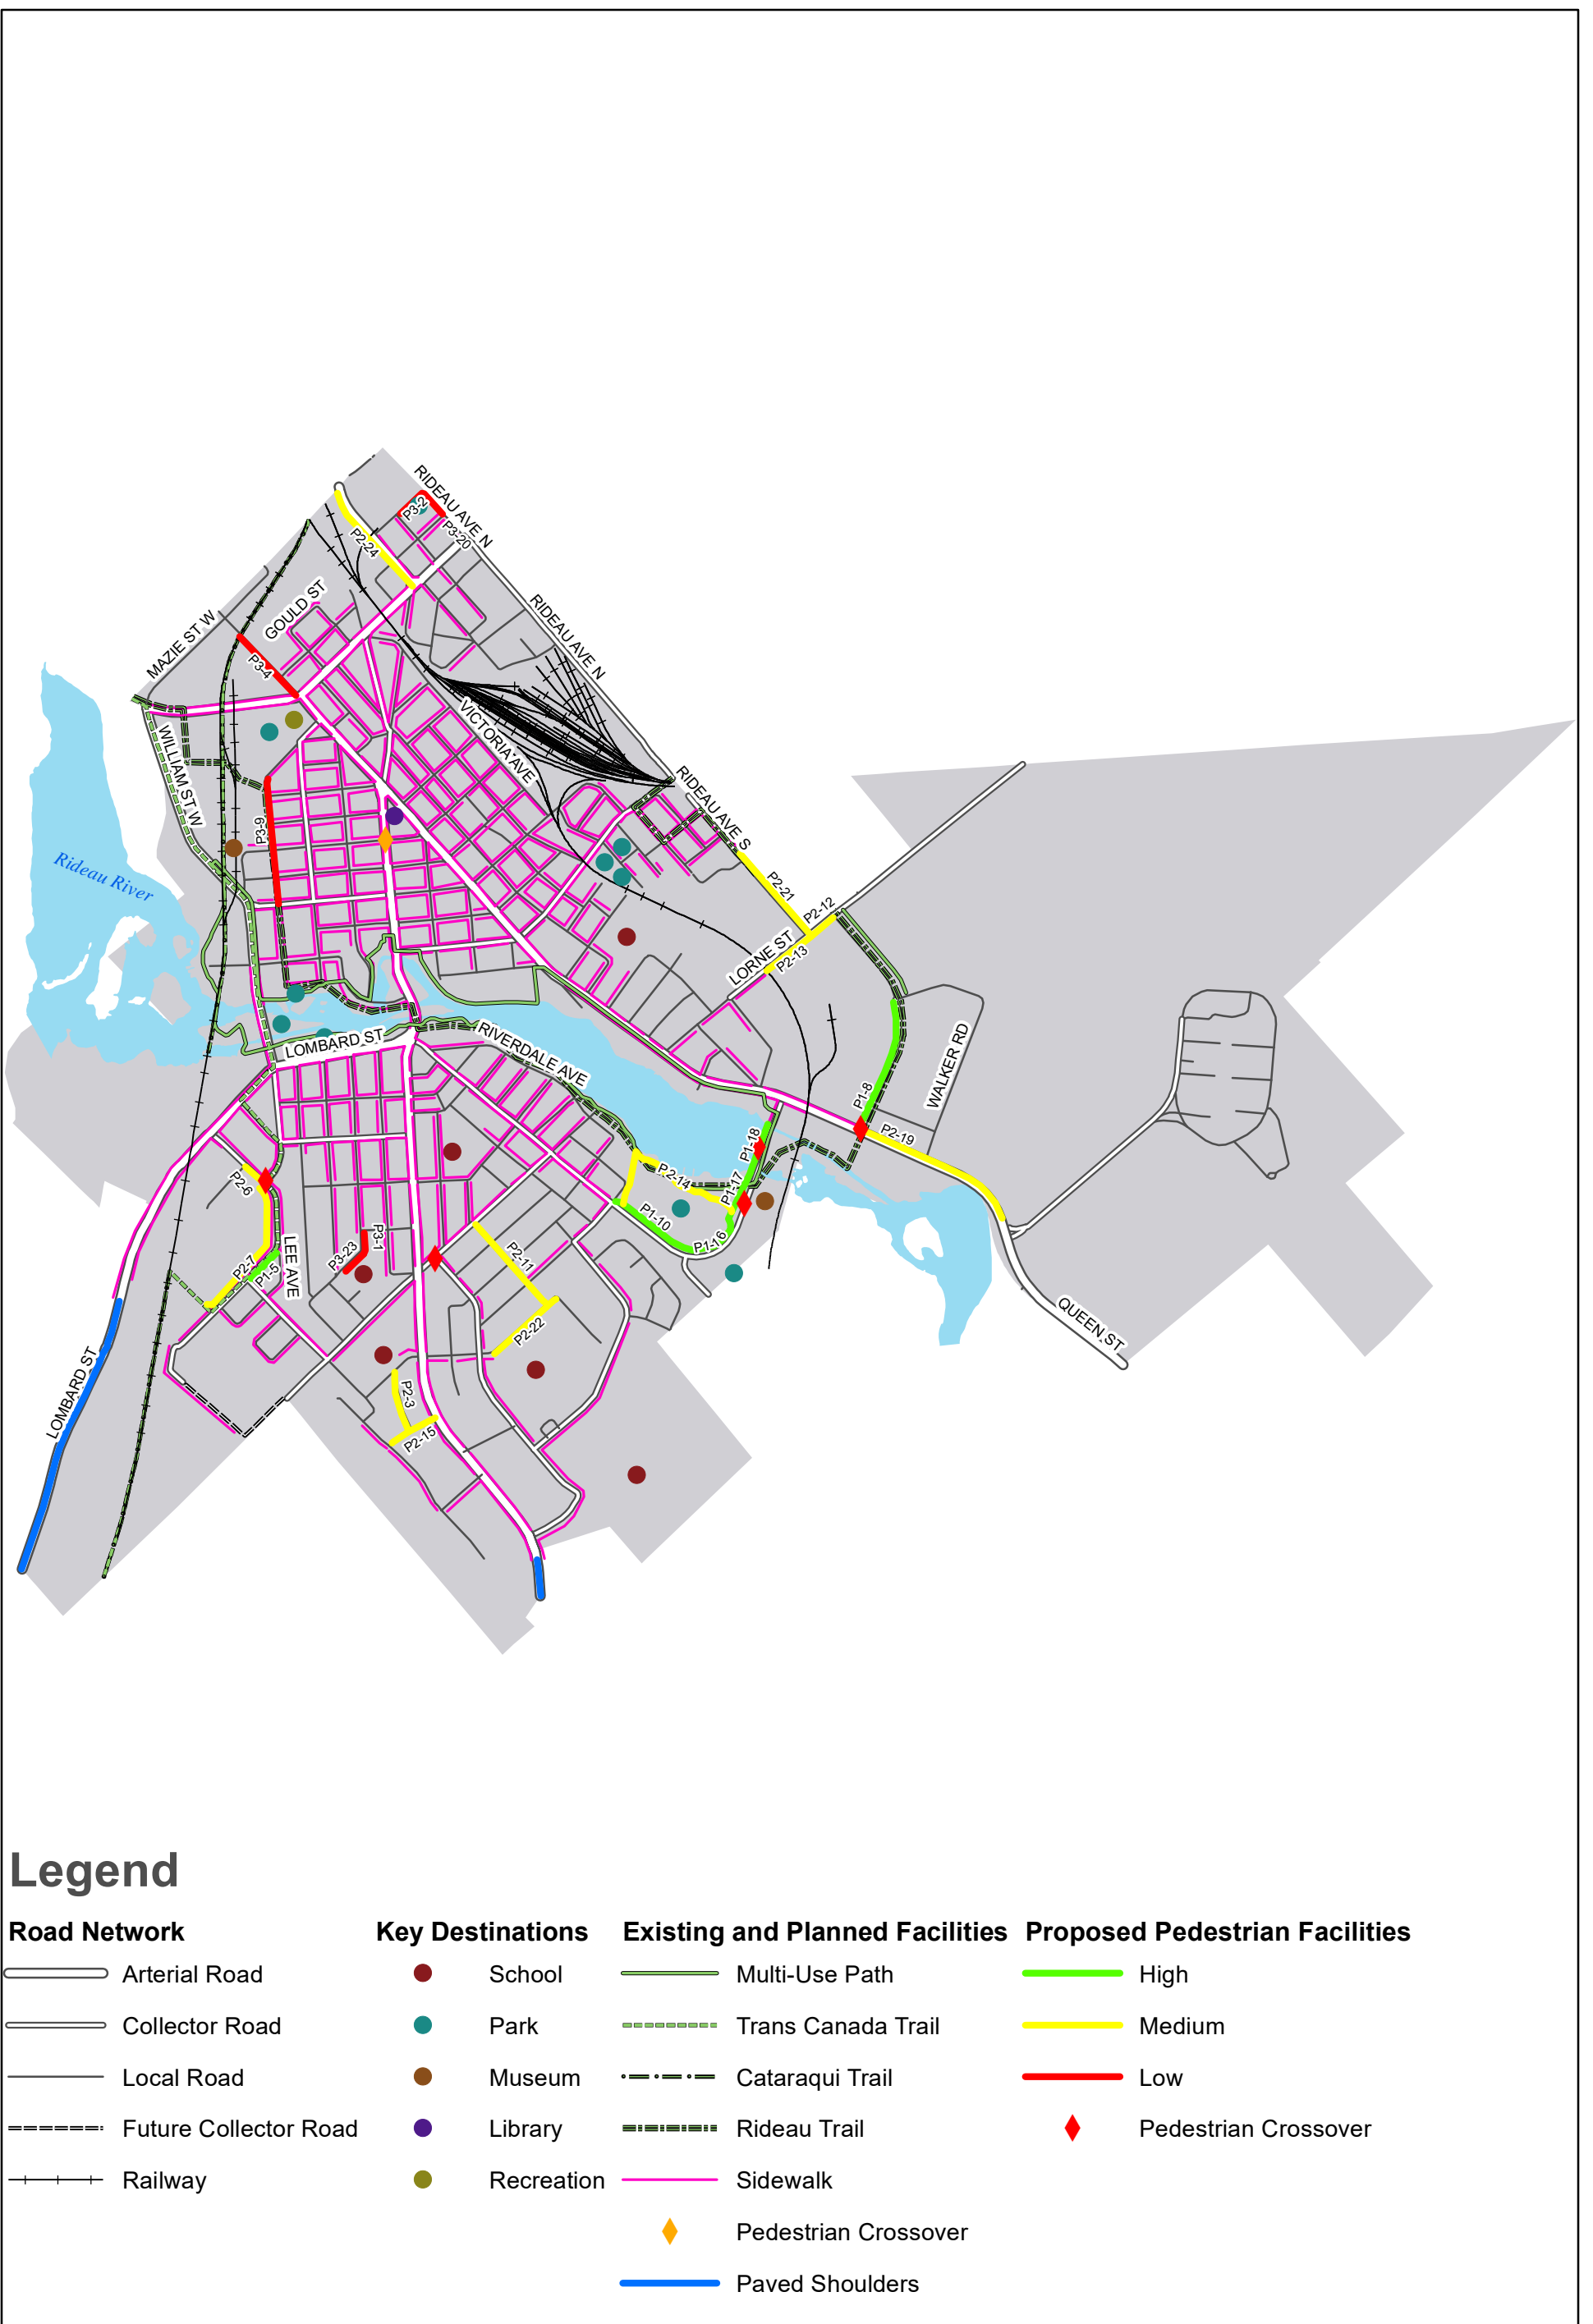 RIDEAU AVE N
P3-2
P3-20
P2-24
GOULD ST
RIDEAU AVE N
MAZIE ST W
P3-4
VICTORIA AVE
WILLIAM ST W
RIDEAU AVE S
P3-9
Rideau River
P2-21
P2-12
LORNE ST
P2-13
LOMBARD ST
RIVERDALE AVE
WALKER RD
P1-8
P2-19
P1-18
P2-14
P1-17
P2-6
P1-10
P1-16
LEE AVE
P3-1
P3-23
P2-7
P1-5
P2-11
P2-22
QUEEN ST
LOMBARD ST
P2-3
P2-15
Legend
Road Network
Arterial Road
Collector Road
Local Road
Future Collector Road
Railway
Key Destinations
School
Park
Museum
Library
Recreation
Existing and Planned Facilities
Multi-Use Path
Trans Canada Trail
Cataraqui Trail
Rideau Trail
Sidewalk
Pedestrian Crossover
Paved Shoulders
Proposed Pedestrian Facilities
High
Medium
Low
Pedestrian Crossover